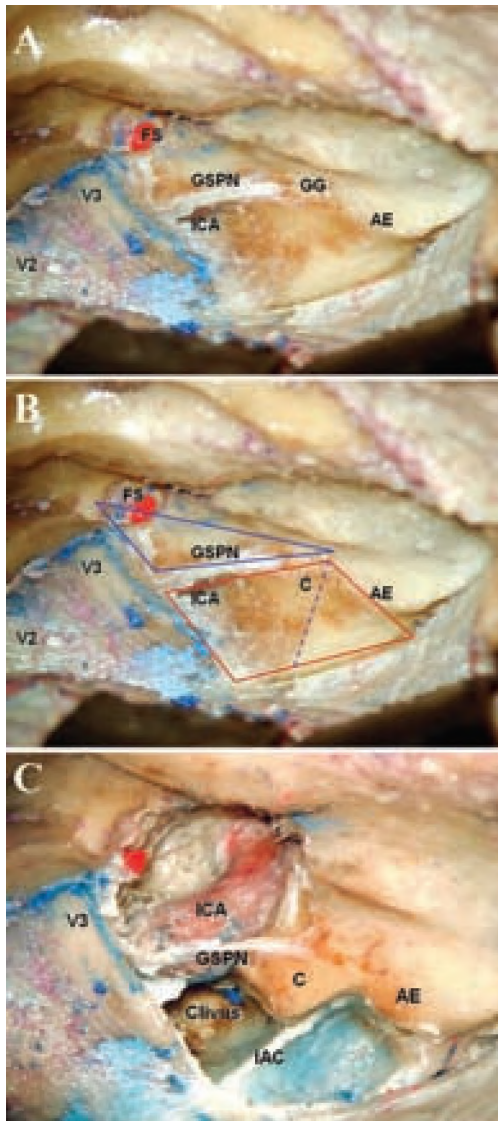 A
FS
GSPN GG
V3
ICA AE
V2
B
FS
GSPN
V3
C
ICA AE
V2
C
V3 ICA
GSPN
C
AE
Clivus
IAC